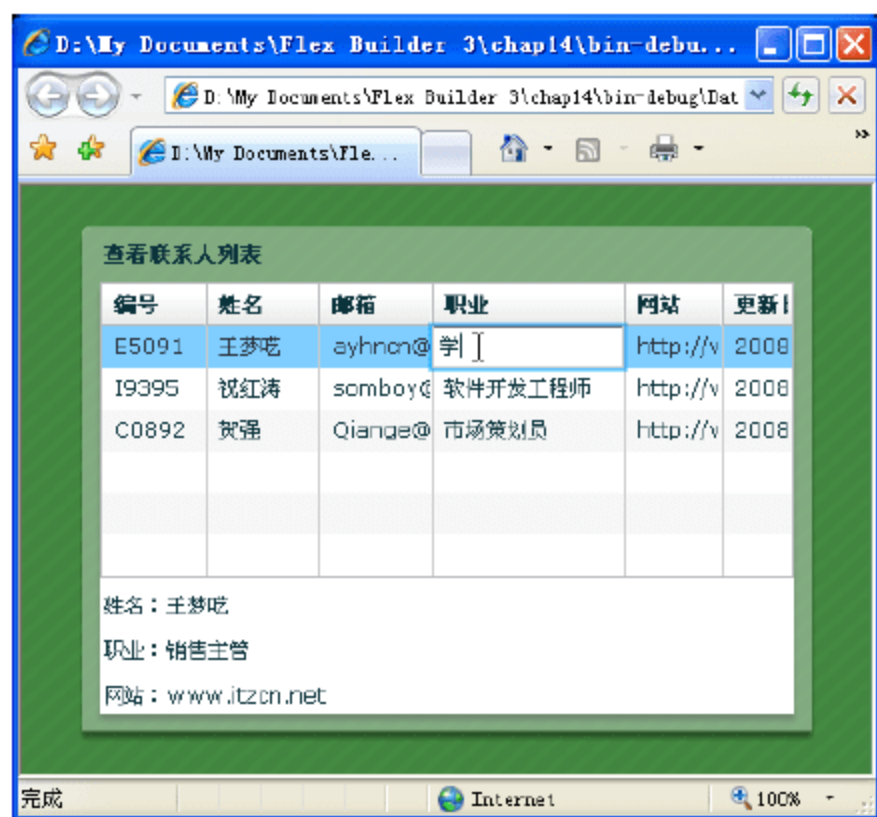 D:\My Documents\Flex Builder 3\chap14\bin-debu...
D:\My Documents\Flex Builder 3\chap14\bin-debug\Dat
D:\My Documents\Fle...
查看联系人列表
编号 姓名 邮箱 职业 网站 更新
E5091 王梦呓 ayhncn@ 学 http://v 2008
I9395 祝红涛 somboy@ 软件开发工程师 http://v 2008
C0892 贺强 Qiange@ 市场策划员 http://v 2008
姓名：王梦呓
职业：销售主管
网站：www.itzcn.net
完成 Internet 100%